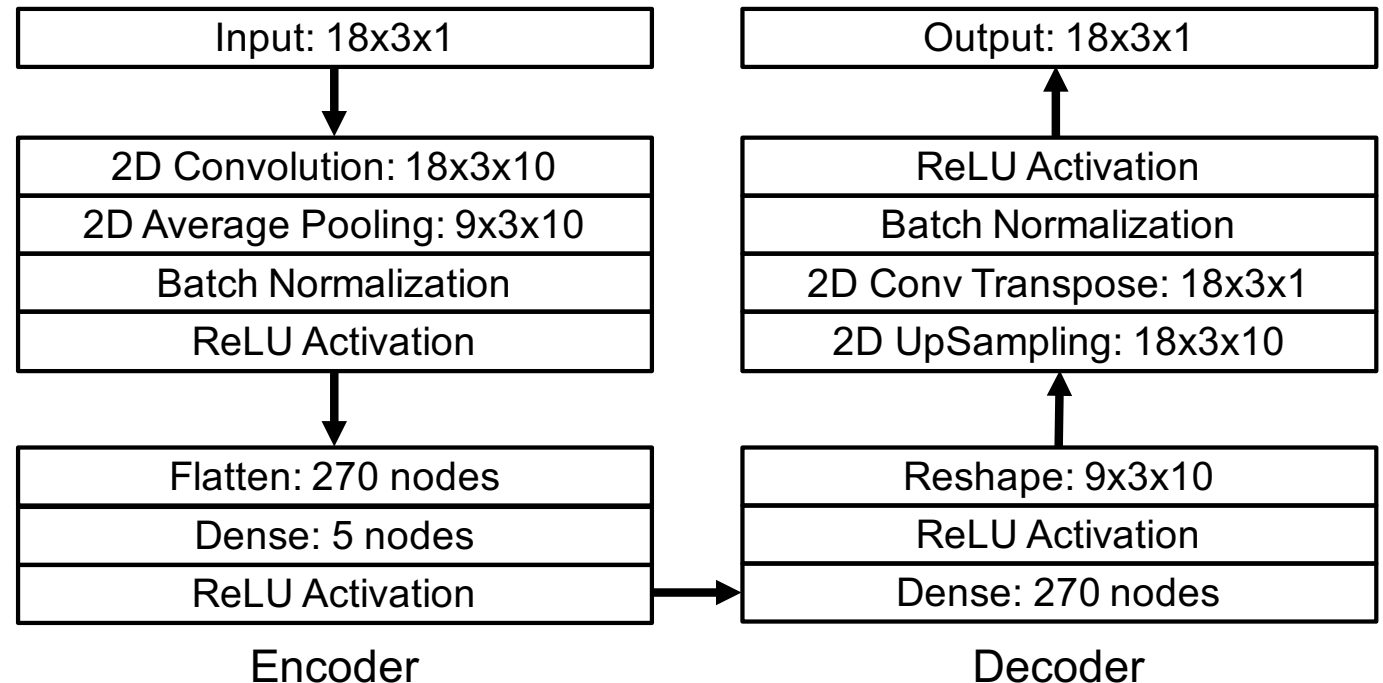 Input: 18x3x1
2D Convolution: 18x3x10
2D Average Pooling: 9x3x10
Batch Normalization
ReLU Activation
Flatten: 270 nodes
Dense: 5 nodes
ReLU Activation
Encoder
Output: 18x3x1
ReLU Activation
Batch Normalization
2D Conv Transpose: 18x3x1
2D UpSampling: 18x3x10
Reshape: 9x3x10
ReLU Activation
Dense: 270 nodes
Decoder